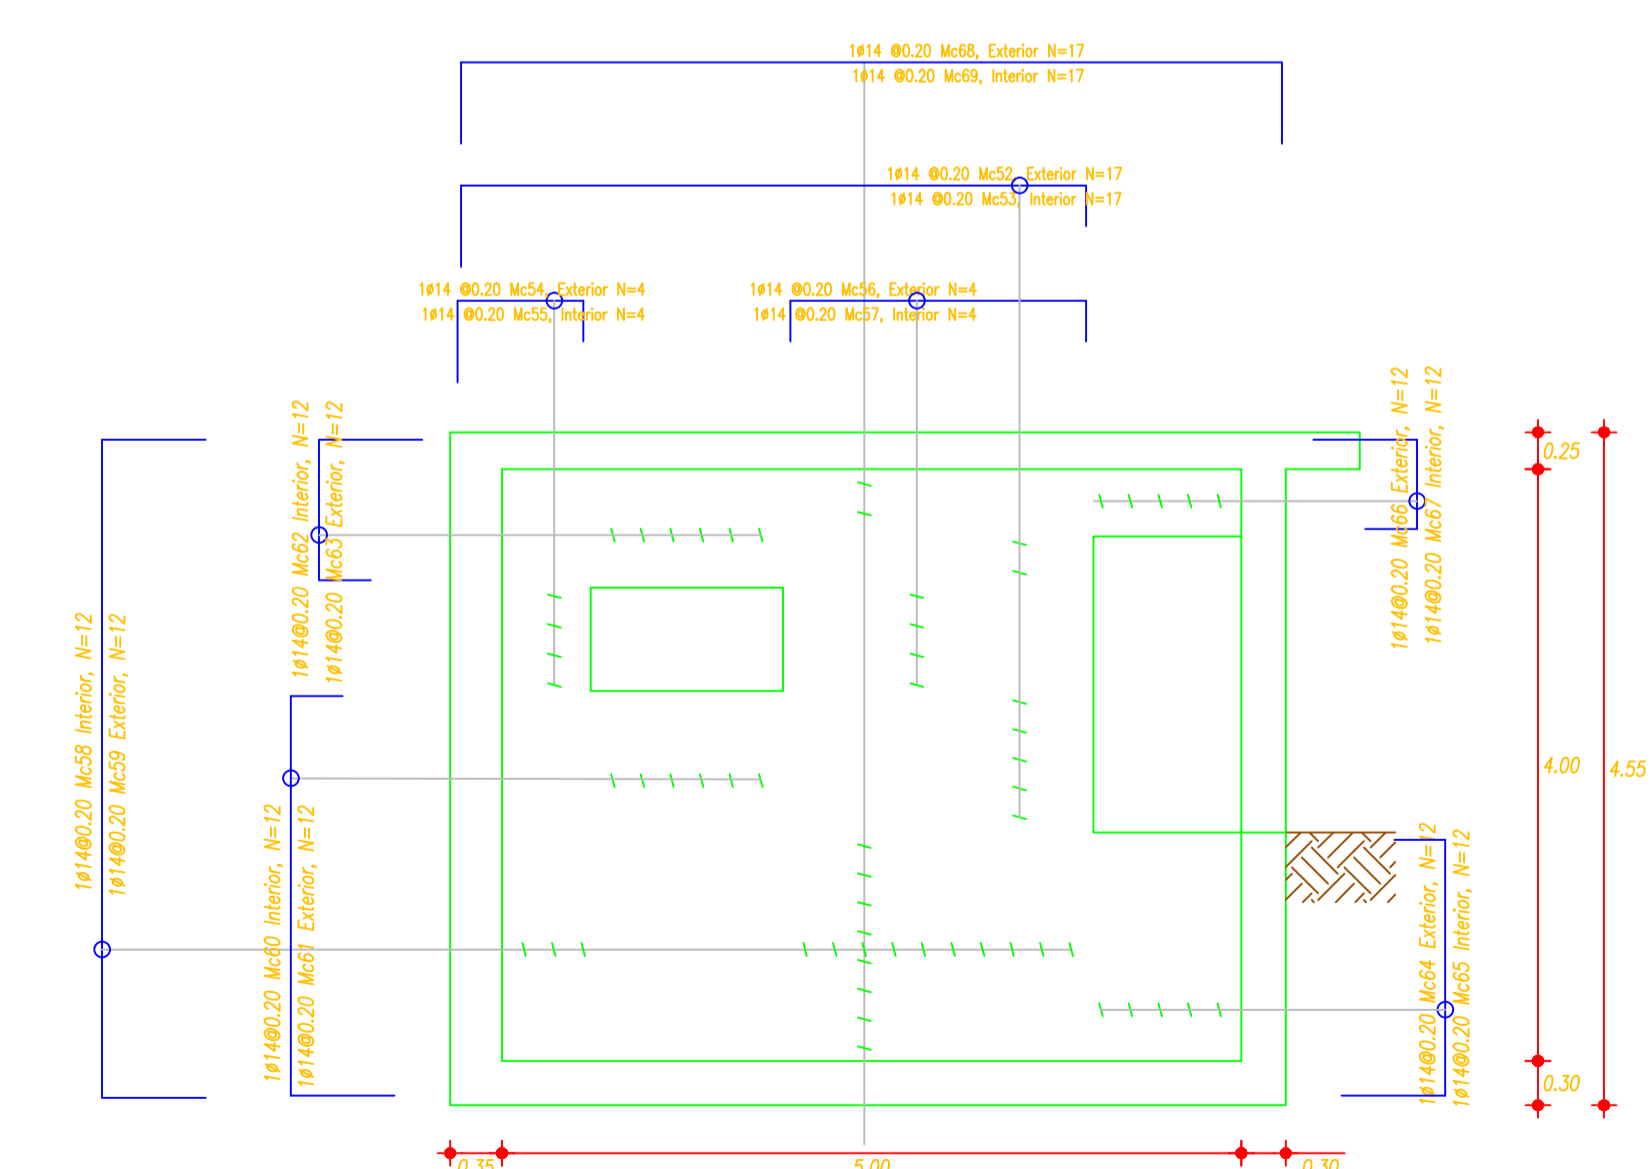 1ø14 @0.20 Mc68, Exterior N=17
1ø14 @0.20 Mc69, Interior N=17
1ø14 @0.20 Mc52, Exterior N=17
1ø14 @0.20 Mc53, Interior N=17
1ø14 @0.20 Mc54, Exterior N=4
1ø14 @0.20 Mc55, Interior N=4
1ø14 @0.20 Mc56, Exterior N=4
1ø14 @0.20 Mc57, Interior N=4
1ø14@0.20 Mc58 Interior, N=12
1ø14@0.20 Mc59 Exterior, N=12
1ø14@0.20 Mc62 Interior, N=12
1ø14@0.20 Mc63 Exterior, N=12
1ø14@0.20 Mc60 Interior, N=12
1ø14@0.20 Mc61 Exterior, N=12
1ø14@0.20 Mc66 Exterior, N=12
1ø14@0.20 Mc67 Interior, N=12
1ø14@0.20 Mc64 Exterior, N=12
1ø14@0.20 Mc65 Interior, N=12
0.25
4.00
4.55
0.30
0.35
5.00
0.30